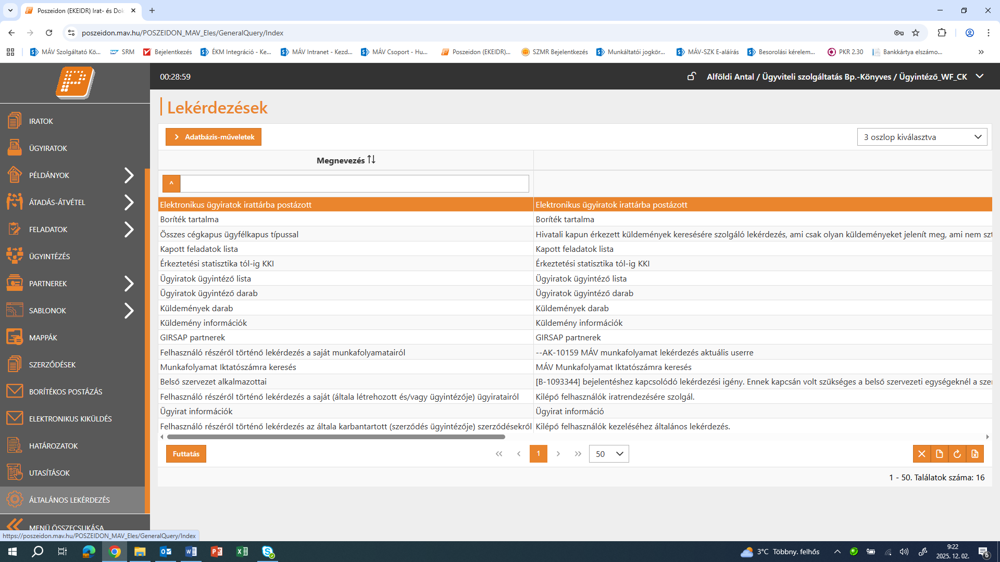 Poszeidon (EKEIDR) Irat- és Dok
poszeidon.mav.hu/POSZEIDON_MAV_Eles/GeneralQuery/Index
MÁV Szolgáltató Kö...
SRM
Bejelentkezés
ÉKM Integráció - Ke...
MÁV Intranet - Kezd...
MÁV Csoport - Hu...
Poszeidon (EKEIDR)...
SZMR Bejelentkezés
Munkáltatói jogkör...
MÁV-SZK E-aláírás
Besorolási kérelem...
PKR 2.30
Bankkártya elszámo...
00:28:59
Alföldi Antal / Ügyviteli szolgáltatás Bp.-Könyves / Ügyintéző_WF_CK
IRATOK
ÜGYIRATOK
PÉLDÁNYOK
ÁTADÁS-ÁTVÉTEL
FELADATOK
ÜGYINTÉZÉS
PARTNEREK
SABLONOK
MAPPÁK
SZERZŐDÉSEK
BORÍTÉKOS POSTÁZÁS
ELEKTRONIKUS KIKÜLDÉS
HATÁROZATOK
UTASÍTÁSOK
ÁLTALÁNOS LEKÉRDEZÉS
MENÜ ÖSSZECSUKÁSA
https://poszeidon.mav.hu/POSZEIDON_MAV_Eles/GeneralQuery/Index
Lekérdezések
Adatbázis-műveletek
3 oszlop kiválasztva
Megnevezés
^
Elektronikus ügyiratok irattárba postázott Elektronikus ügyiratok irattárba postázott
Boríték tartalma Boríték tartalma
Összes cégkapus ügyfélkapus típussal Hivatali kapun érkezett küldemények keresésére szolgáló lekérdezés, ami csak olyan küldeményeket jelenít meg, ami nem szt
Kapott feladatok lista Kapott feladatok lista
Érkeztetési statisztika tól-ig KKI Érkeztetési statisztika tól-ig KKI
Ügyiratok ügyintéző lista Ügyiratok ügyintéző lista
Ügyiratok ügyintéző darab Ügyiratok ügyintéző darab
Küldemények darab Küldemények darab
Küldemény információk Küldemény információk
GIRSAP partnerek GIRSAP partnerek
Felhasználó részéről történő lekérdezés a saját munkafolyamatairól --AK-10159 MÁV munkafolyamat lekérdezés aktuális userre
Munkafolyamat Iktatószámra keresés MÁV Munkafolyamat Iktatószámra keresés
Belső szervezet alkalmazottai [B-1093344] bejelentéshez kapcsolódó lekérdezési igény. Ennek kapcsán volt szükséges a belső szervezeti egységeknél a szer
Felhasználó részéről történő lekérdezés a saját (általa létrehozott és/vagy ügyintézője) ügyiratairól Kilépő felhasználók iratrendezésére szolgál.
Ügyirat információk Ügyirat információ
Felhasználó részéről történő lekérdezés az általa karbantartott (szerződés ügyintézője) szerződésekről Kilépő felhasználók kezeléséhez általános lekérdezés.
Futtatás
1
50
1 - 50. Találatok száma: 16
3°C Többny. felhős
9:22
2025. 12. 02.
6